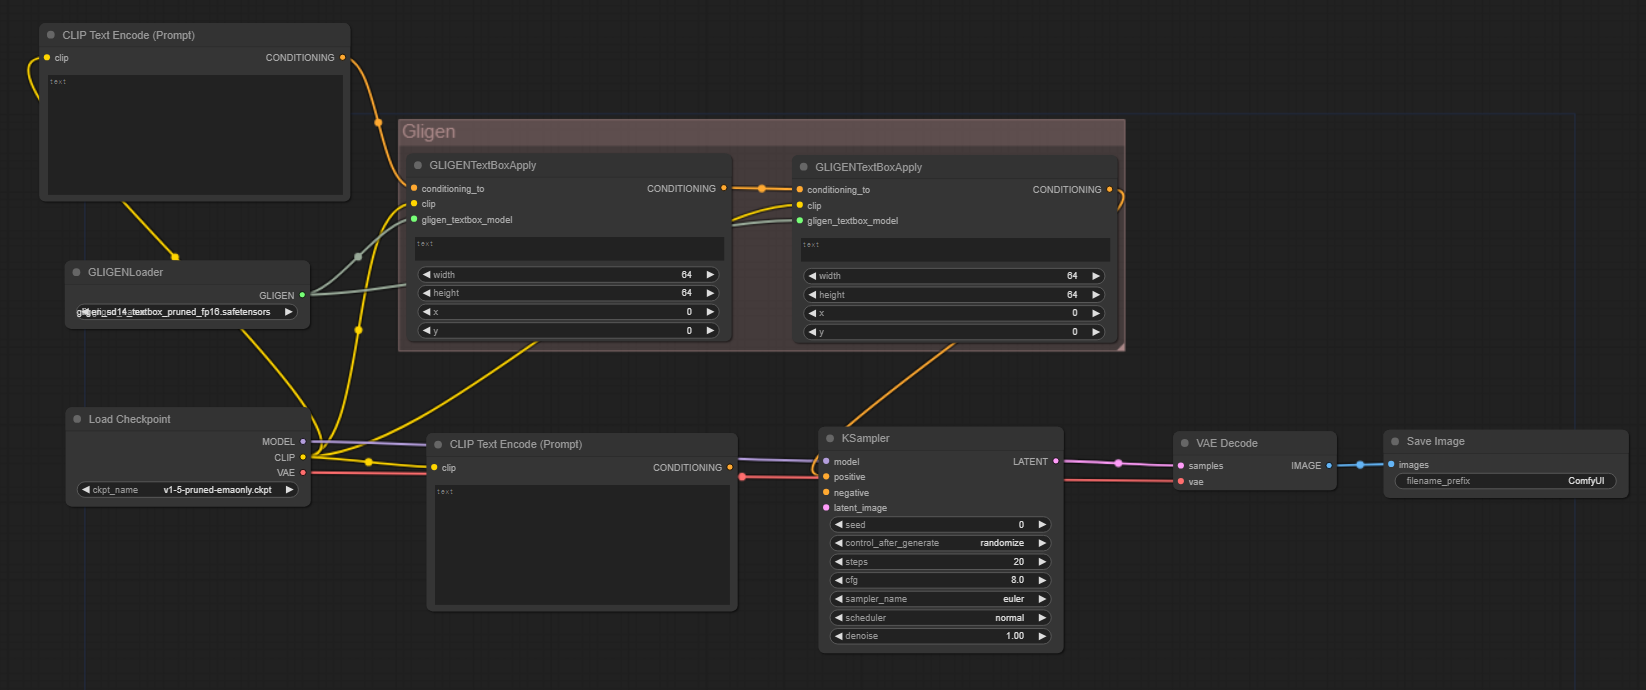 CLIP Text Encode (Prompt)
clip CONDITIONING
text
Gligen
GLIGENTextBoxApply
conditioning_to CONDITIONING
clip
gligen_textbox_model
text
width 64
height 64
x 0
y 0
GLIGENTextBoxApply
conditioning_to CONDITIONING
clip
gligen_textbox_model
text
width 64
height 64
x 0
y 0
GLIGENLoader
GLIGEN
gligen_sd14_textbox_pruned_fp16.safetensors
Load Checkpoint
MODEL
CLIP
VAE
ckpt_name v1-5-pruned-emaonly.ckpt
CLIP Text Encode (Prompt)
clip CONDITIONING
text
KSampler
model LATENT
positive
negative
latent_image
seed 0
control_after_generate randomize
steps 20
cfg 8.0
sampler_name euler
scheduler normal
denoise 1.00
VAE Decode
samples IMAGE
vae
Save Image
images
filename_prefix ComfyUI